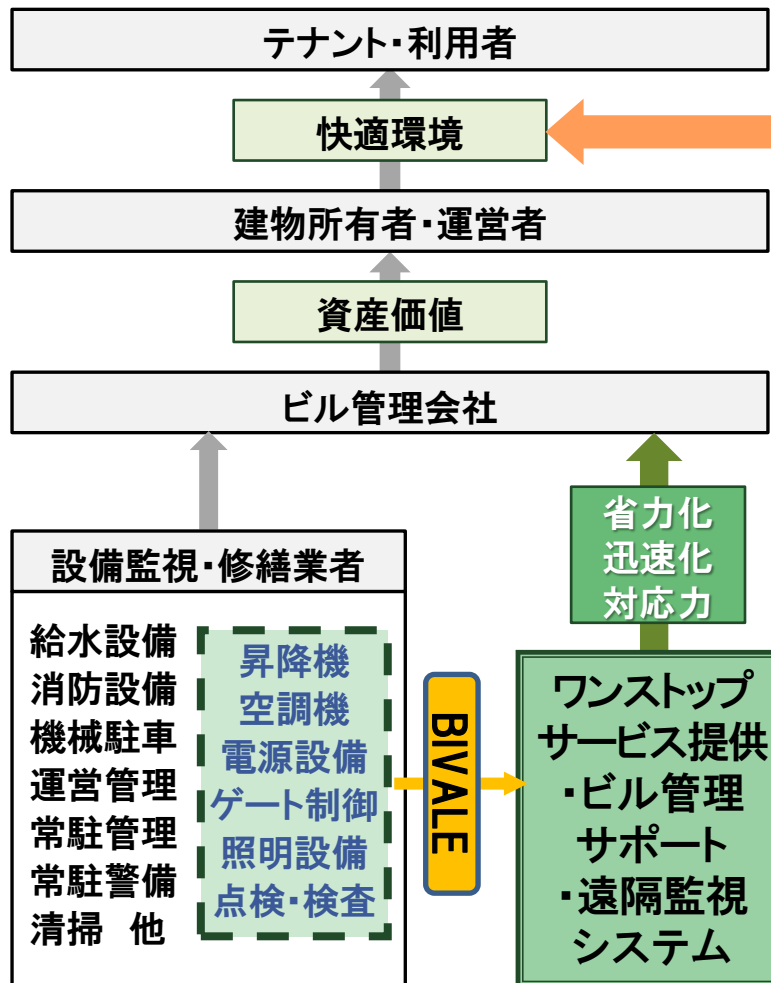 テナント・利用者
快適環境
建物所有者・運営者
資産価値
ビル管理会社
省力化
迅速化
対応力
設備監視・修繕業者
給水設備
消防設備
機械駐車
運営管理
常駐管理
常駐警備
清掃 他
昇降機
空調機
電源設備
ゲート制御
照明設備
点検・検査
BIVALE
ワンストップ
サービス提供
・ビル管理
サポート
・遠隔監視
システム